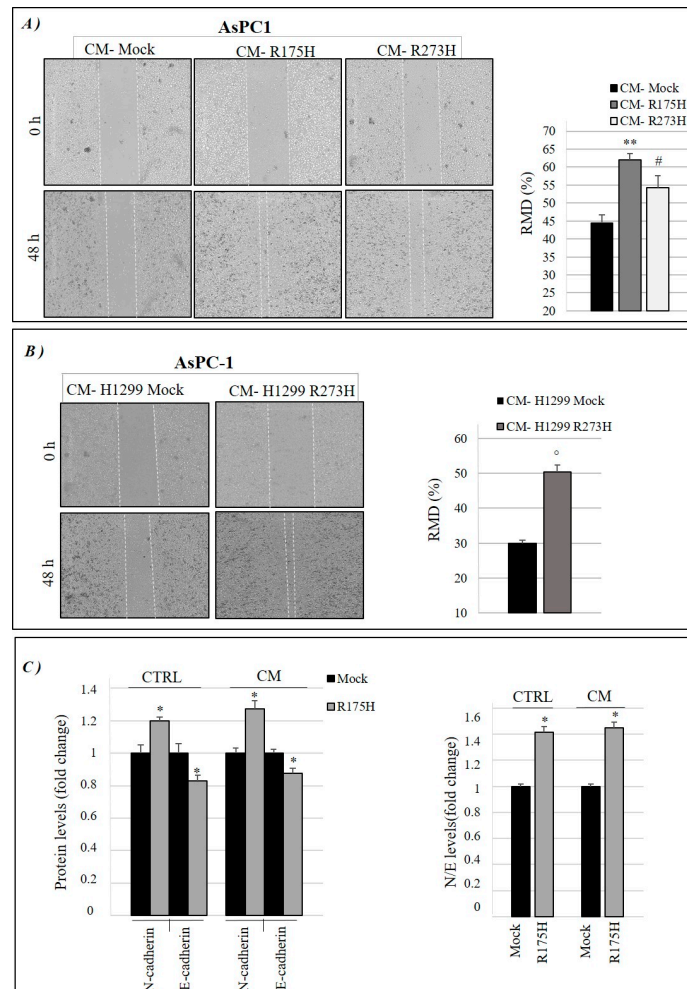 A)
AsPC1
CM- Mock CM- R175H CM- R273H
0 h
48 h
CM- Mock
CM- R175H
CM- R273H
RMD (%)
70
65
60
55
50
45
40
35
30
25
20
**
#
B)
AsPC-1
CM- H1299 Mock CM- H1299 R273H
0 h
48 h
CM- H1299 Mock
CM- H1299 R273H
RMD (%)
60
50
40
30
20
10
°
C)
CTRL CM
Mock
R175H
Protein levels (fold change)
1.4
1.2
1
0.8
0.6
0.4
0.2
0
* * * *
N-cadherin E-cadherin N-cadherin E-cadherin
CTRL CM
N/E levels(fold change)
1.6
1.4
1.2
1
0.8
0.6
0.4
0.2
0
* *
Mock R175H Mock R175H